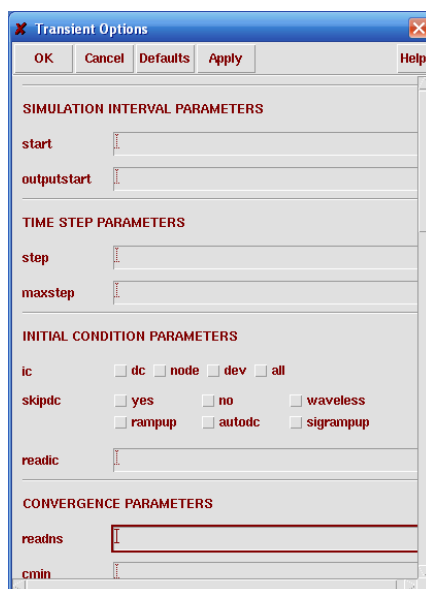 Transient Options
OK Cancel Defaults Apply Help
SIMULATION INTERVAL PARAMETERS
start
outputstart
TIME STEP PARAMETERS
step
maxstep
INITIAL CONDITION PARAMETERS
ic dc node dev all
skipdc yes no waveless
rampup autodc sigrampup
readic
CONVERGENCE PARAMETERS
readns
cmin